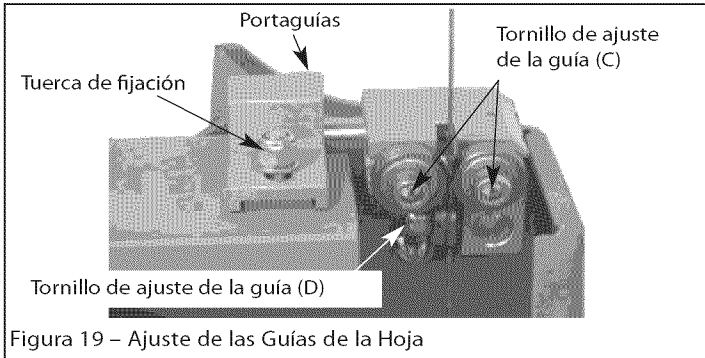 Portaguías
Tornillo de ajuste
de la guía (C)
Tuerca de fijación
Tornillo de ajuste de la guía (D)
Figura 19 – Ajuste de las Guías de la Hoja